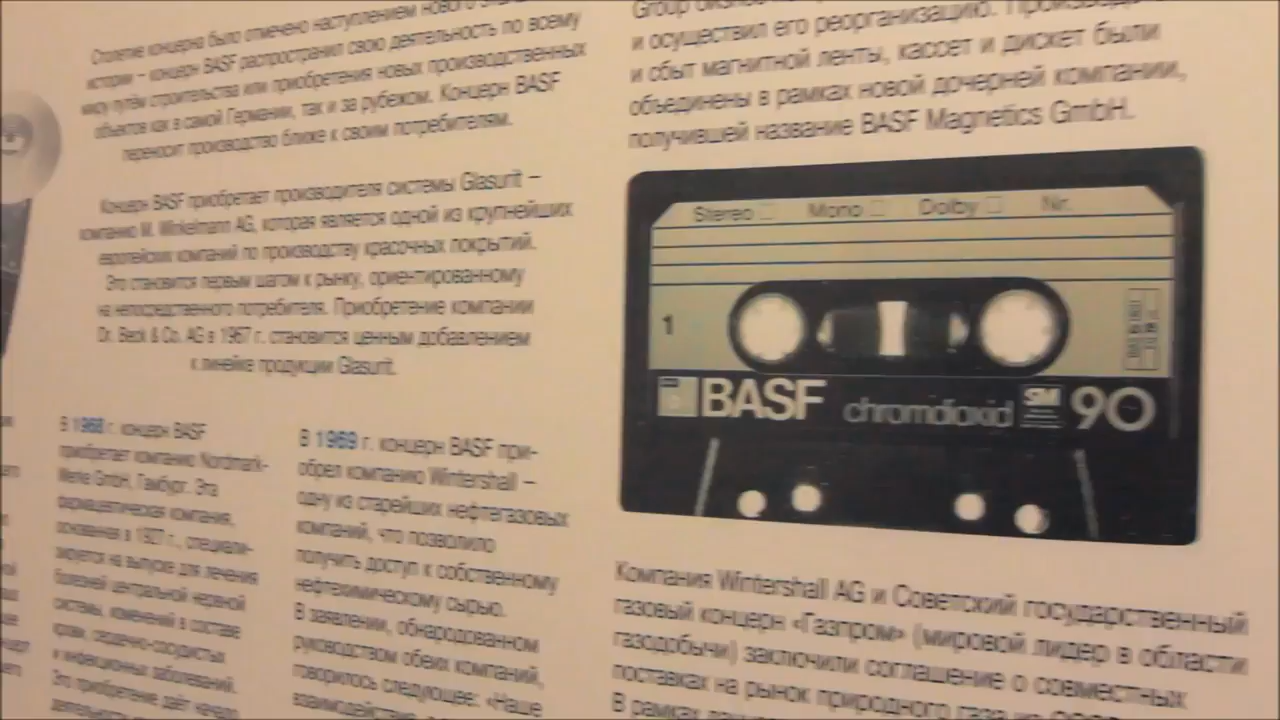 Столетие концерна было отмечено наступлением нового
истории – концерн BASF распространил свою деятельность по всему
миру путём строительства или приобретения новых производственных
объектов как в самой Германии, так и за рубежом. Концерн BASF
переносит производство ближе к своим потребителям.
Концерн BASF приобретает производителя системы Glasurit –
компанию M. Winkelmann AG, которая является одной из крупнейших
европейских компаний по производству красочных покрытий.
Это становится первым шагом к рынку, ориентированному
на непосредственного потребителя. Приобретение компании
Dr. Beck & Co. AG в 1967 г. становится ценным добавлением
к линейке продукции Glasurit.
В 1968 г. концерн BASF
приобретает компанию Nordmark-
Werke GmbH, Гамбург. Эта
фармацевтическая компания,
основанная в 1927 г., специали-
зируется на выпуске для лечения
болезней центральной нервной
системы, изменений в составе
крови, сердечно-сосудистых
и инфекционных заболеваний.
Это приобретение даёт начало
деятельности
В 1969 г. концерн BASF при-
обрел компанию Wintershall –
одну из старейших нефтегазовых
компаний, что позволило
получить доступ к собственному
нефтехимическому сырью.
В заявлении, обнародованном
руководством обеих компаний,
говорилось следующее: «Наше
взаимодействие
Group
и осуществил его реорганизацию.
и сбыт магнитной ленты, кассет и дискет были
объединены в рамках новой дочерней компании,
получившей название BASF Magnetics GmbH.
Stereo Mono Dolby Nr.
1
BASF chromdioxid SM 90
Компания Wintershall AG и Советский государственный
газовый концерн «Газпром» (мировой лидер в области
газодобычи) заключили соглашение о совместных
поставках на рынок природного газа
В рамках